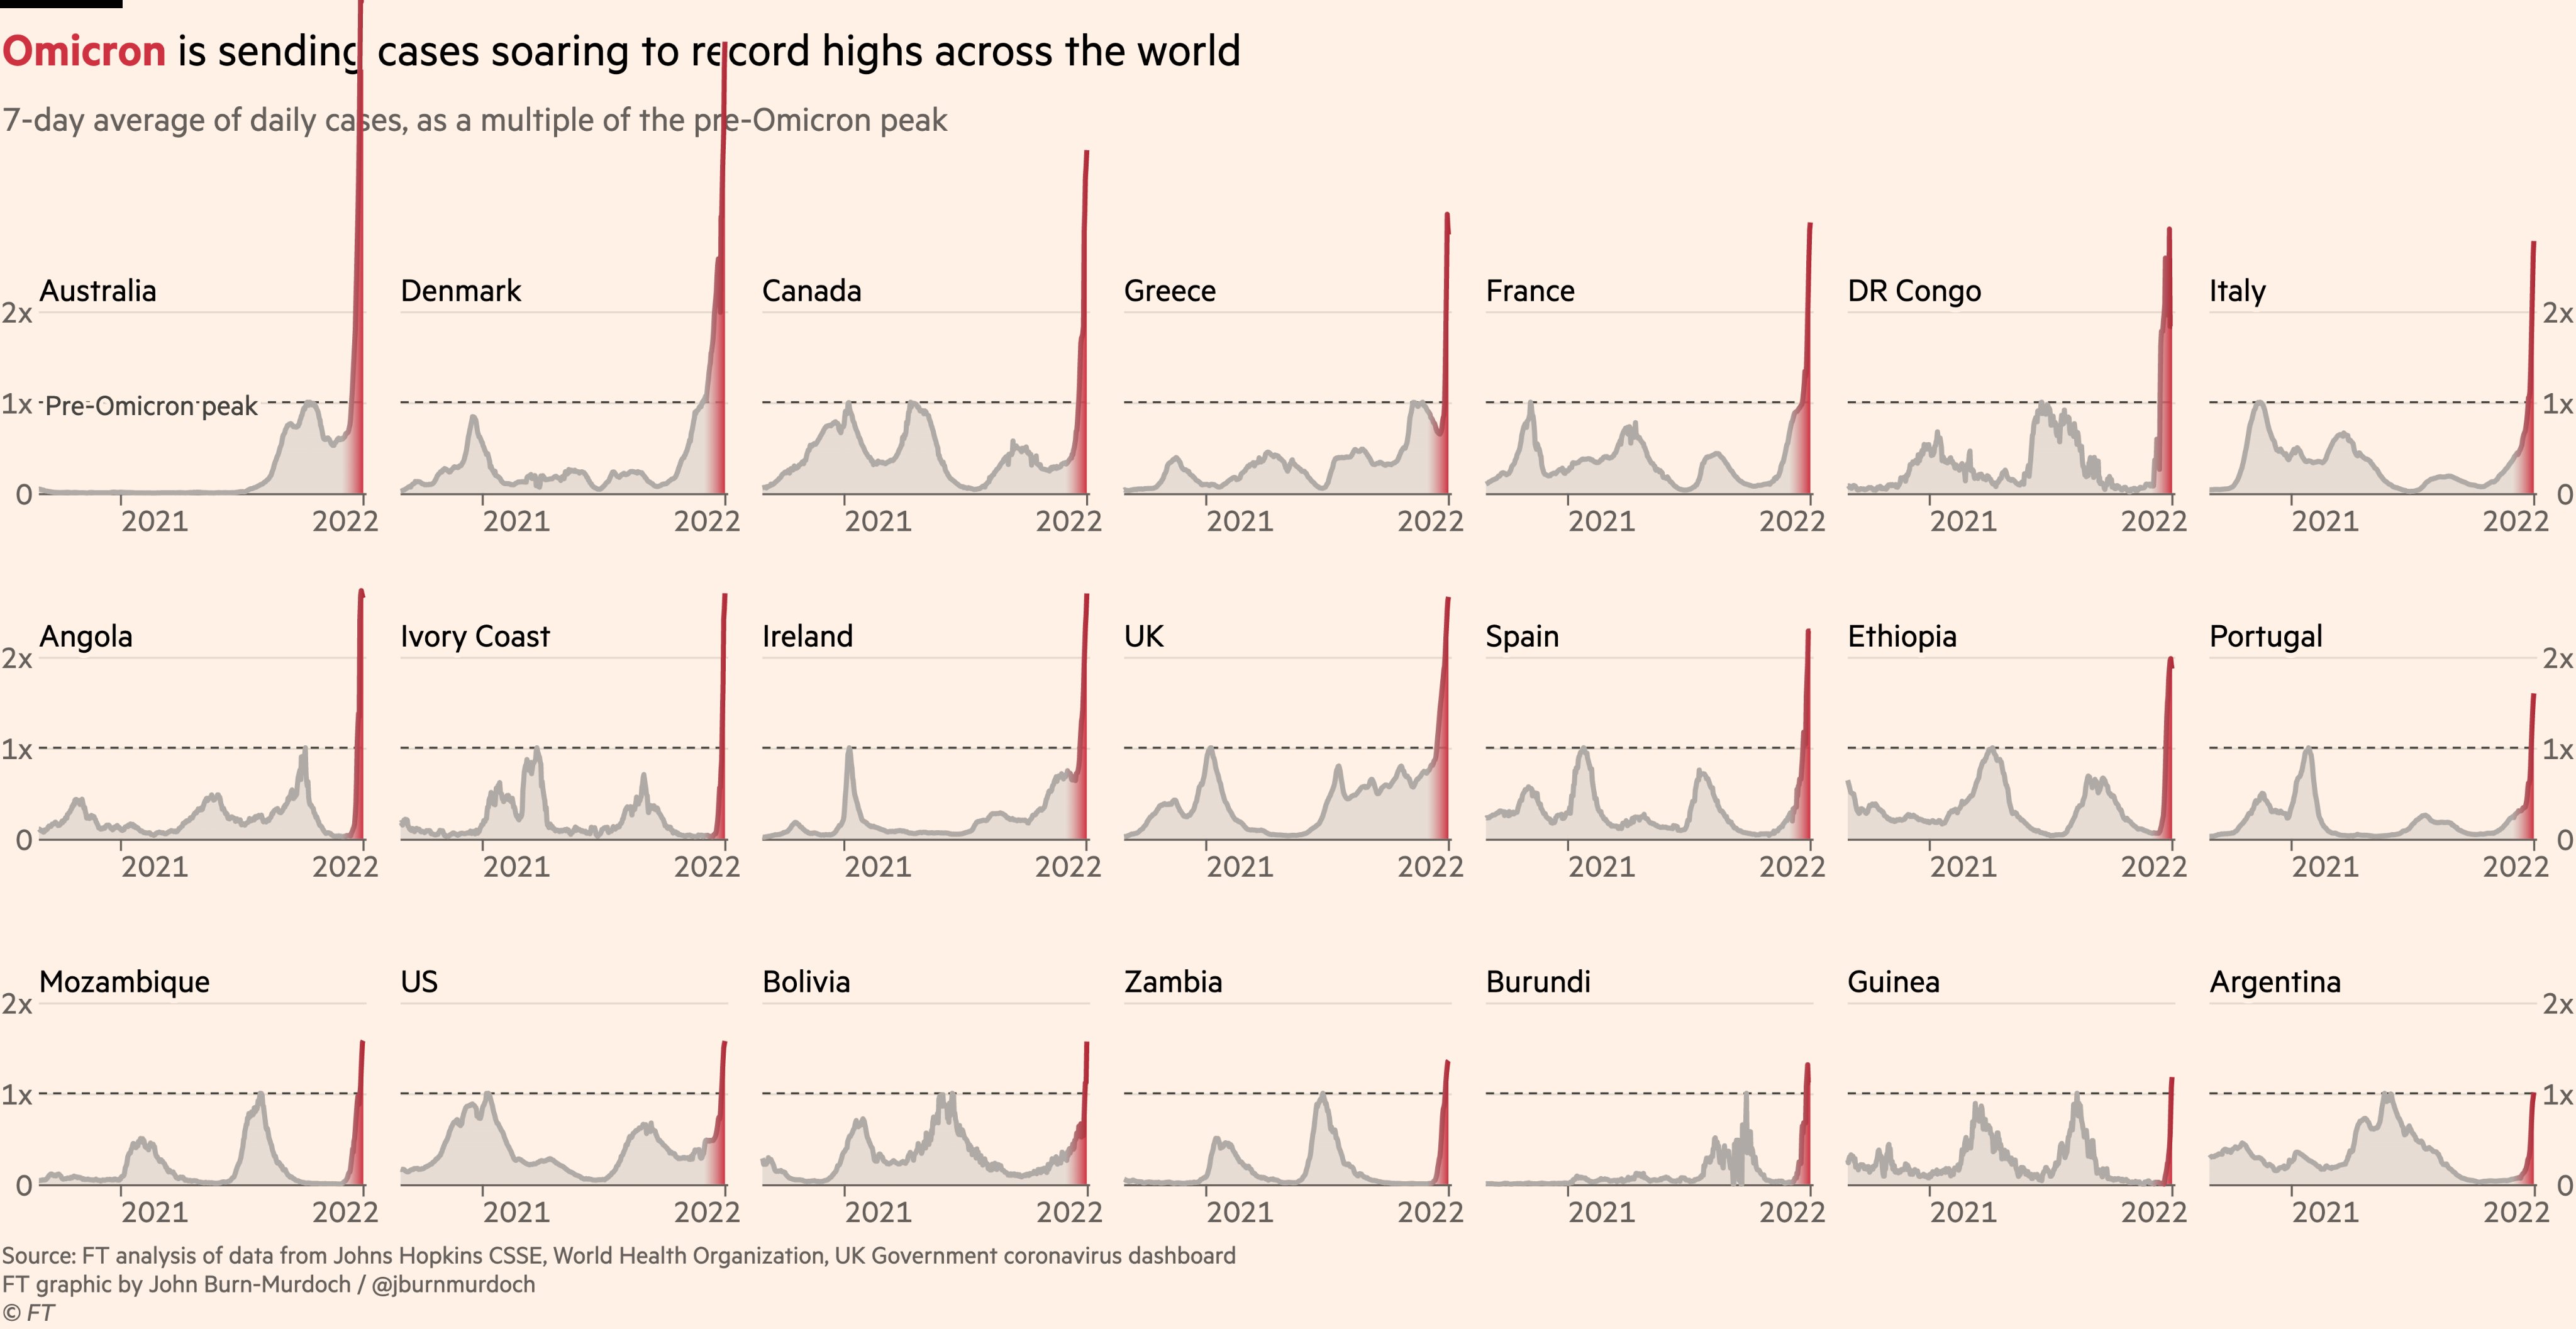 Omicron is sending cases soaring to record highs across the world
7-day average of daily cases, as a multiple of the pre-Omicron peak
Australia Denmark Canada Greece France DR Congo Italy
2x 2x
1x Pre-Omicron peak 1x
0 0
2021 2022 2021 2022 2021 2022 2021 2022 2021 2022 2021 2022 2021 2022
Angola Ivory Coast Ireland UK Spain Ethiopia Portugal
2x 2x
1x 1x
0 0
2021 2022 2021 2022 2021 2022 2021 2022 2021 2022 2021 2022 2021 2022
Mozambique US Bolivia Zambia Burundi Guinea Argentina
2x 2x
1x 1x
0 0
2021 2022 2021 2022 2021 2022 2021 2022 2021 2022 2021 2022 2021 2022
Source: FT analysis of data from Johns Hopkins CSSE, World Health Organization, UK Government coronavirus dashboard
FT graphic by John Burn-Murdoch / @jburnmurdoch
© FT